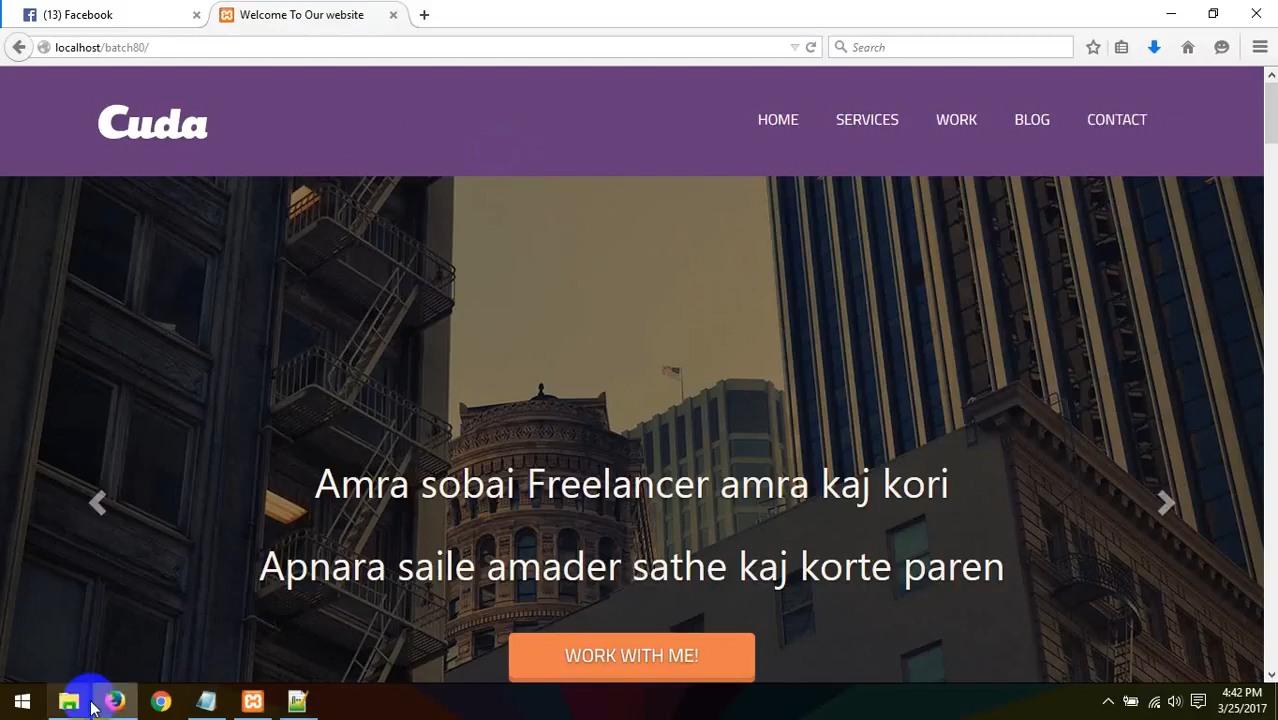 (13) Facebook
Welcome To Our website
localhost/batch80/
Search
Cuda
HOME SERVICES WORK BLOG CONTACT
Amra sobai Freelancer amra kaj kori
Apnara saile amader sathe kaj korte paren
WORK WITH ME!
4:42 PM
3/25/2017